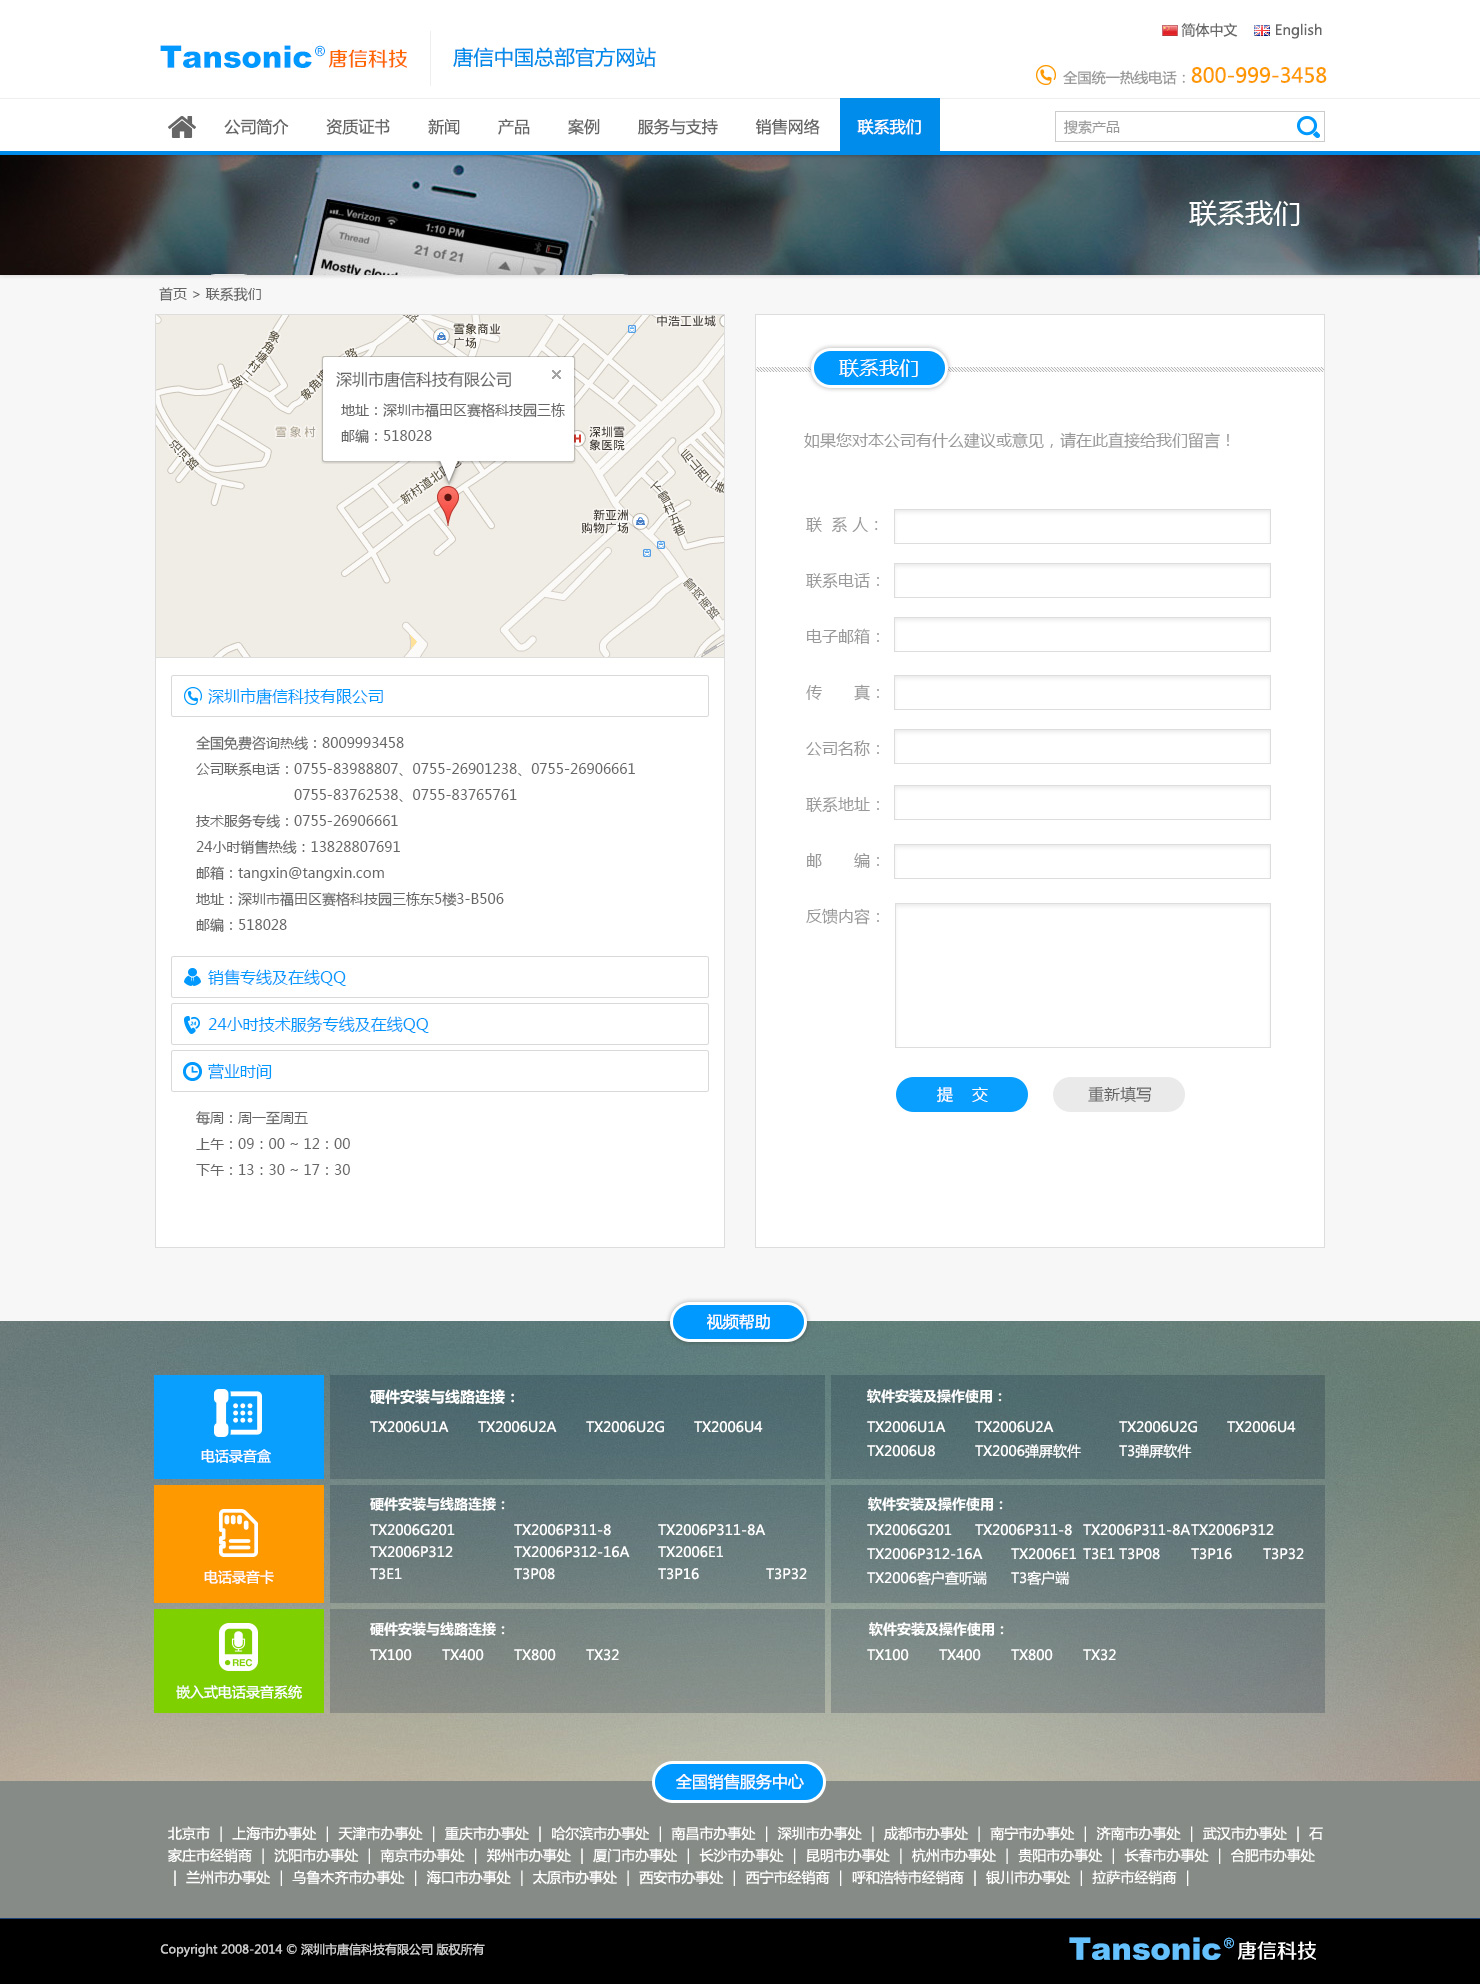 简体中文 English
Tansonic®唐信科技
唐信中国总部官方网站
全国统一热线电话：800-999-3458
公司简介 资质证书 新闻 产品 案例 服务与支持 销售网络 联系我们
搜索产品
Verizon 1:10 PM
Thread 21 of 21
联系我们
首页 > 联系我们
雪象商业
广场
中浩工业城
雪象村
深圳雪
象医院
新村道北
新亚洲
购物广场
深圳市唐信科技有限公司 ×
地址：深圳市福田区赛格科技园三栋
邮编：518028
深圳市唐信科技有限公司
全国免费咨询热线：8009993458
公司联系电话：0755-83988807、0755-26901238、0755-26906661
0755-83762538、0755-83765761
技术服务专线：0755-26906661
24小时销售热线：13828807691
邮箱：tangxin@tangxin.com
地址：深圳市福田区赛格科技园三栋东5楼3-B506
邮编：518028
销售专线及在线QQ
24小时技术服务专线及在线QQ
营业时间
每周：周一至周五
上午：09：00 ~ 12：00
下午：13：30 ~ 17：30
联系我们
如果您对本公司有什么建议或意见，请在此直接给我们留言！
联 系 人：
联系电话：
电子邮箱：
传 真：
公司名称：
联系地址：
邮 编：
反馈内容：
提 交 重新填写
视频帮助
电话录音盒
硬件安装与线路连接：
TX2006U1A TX2006U2A TX2006U2G TX2006U4
软件安装及操作使用：
TX2006U1A TX2006U2A TX2006U2G TX2006U4
TX2006U8 TX2006弹屏软件 T3弹屏软件
电话录音卡
硬件安装与线路连接：
TX2006G201 TX2006P311-8 TX2006P311-8A
TX2006P312 TX2006P312-16A TX2006E1
T3E1 T3P08 T3P16 T3P32
软件安装及操作使用：
TX2006G201 TX2006P311-8 TX2006P311-8ATX2006P312
TX2006P312-16A TX2006E1 T3E1 T3P08 T3P16 T3P32
TX2006客户查听端 T3客户端
REC
嵌入式电话录音系统
硬件安装与线路连接：
TX100 TX400 TX800 TX32
软件安装及操作使用：
TX100 TX400 TX800 TX32
全国销售服务中心
北京市 | 上海市办事处 | 天津市办事处 | 重庆市办事处 | 哈尔滨市办事处 | 南昌市办事处 | 深圳市办事处 | 成都市办事处 | 南宁市办事处 | 济南市办事处 | 武汉市办事处 | 石
家庄市经销商 | 沈阳市办事处 | 南京市办事处 | 郑州市办事处 | 厦门市办事处 | 长沙市办事处 | 昆明市办事处 | 杭州市办事处 | 贵阳市办事处 | 长春市办事处 | 合肥市办事处
| 兰州市办事处 | 乌鲁木齐市办事处 | 海口市办事处 | 太原市办事处 | 西安市办事处 | 西宁市经销商 | 呼和浩特市经销商 | 银川市办事处 | 拉萨市经销商 |
Copyright 2008-2014 © 深圳市唐信科技有限公司 版权所有
Tansonic®唐信科技